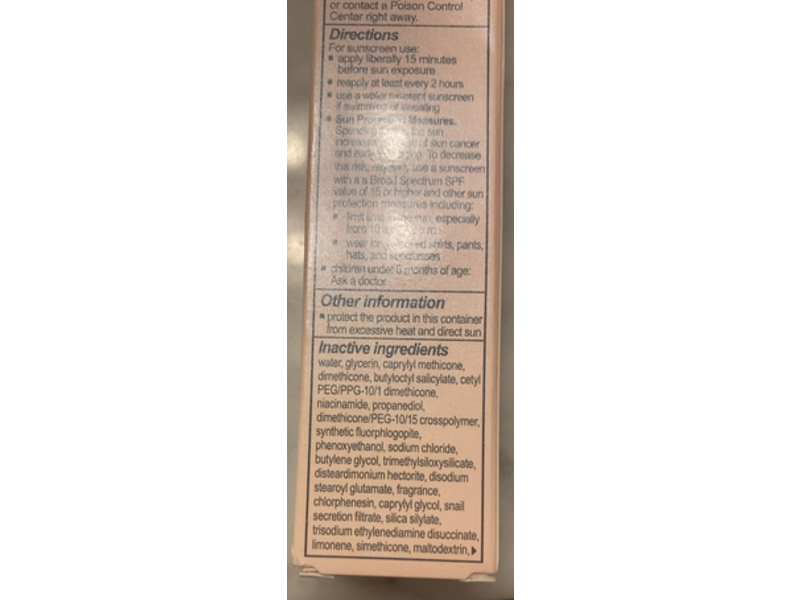 or contact a Poison Control
Center right away.
Directions
For sunscreen use:
▪ apply liberally 15 minutes
before sun exposure
▪ reapply at least every 2 hours
▪ use a water resistant sunscreen
if swimming or sweating
▪ Sun Protection Measures.
Spending time in the sun
increases your risk of skin cancer
and early skin aging. To decrease
this risk, regularly use a sunscreen
with a a Broad Spectrum SPF
value of 15 or higher and other sun
protection measures including:
▪ limit time in the sun, especially
from 10 p.m.
▪ wear long-sleeved shirts, pants,
hats, and sunglasses
▪ children under 6 months of age:
Ask a doctor
Other information
▪ protect the product in this container
from excessive heat and direct sun
Inactive ingredients
water, glycerin, caprylyl methicone,
dimethicone, butyloctyl salicylate, cetyl
PEG/PPG-10/1 dimethicone,
niacinamide, propanediol,
dimethicone/PEG-10/15 crosspolymer,
synthetic fluorphlogopite,
phenoxyethanol, sodium chloride,
butylene glycol, trimethylsiloxysilicate,
disteardimonium hectorite, disodium
stearoyl glutamate, fragrance,
chlorphenesin, caprylyl glycol, snail
secretion filtrate, silica silylate,
trisodium ethylenediamine disuccinate,
limonene, simethicone, maltodextrin, ▶